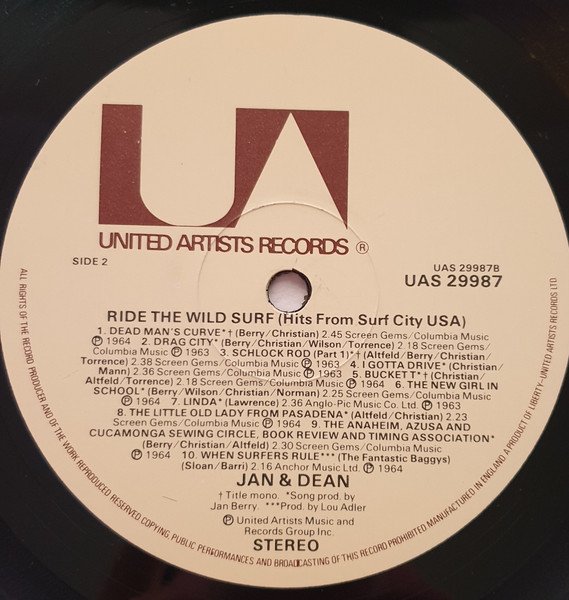 UA
UNITED ARTISTS RECORDS ®
SIDE 2
UAS 29987B
UAS 29987
RIDE THE WILD SURF (Hits From Surf City USA)
1. DEAD MAN'S CURVE*† (Berry/Christian) 2.45 Screen Gems/
Columbia Music ℗ 1964 2. DRAG CITY* (Berry/Christian/Wilson/Torrence) 2.18 Screen Gems/
Columbia Music ℗ 1963 3. SCHLOCK ROD (Part 1)*† (Altfeld/Berry/Christian/
Torrence) 2.38 Screen Gems/Columbia Music ℗ 1963 4. I GOTTA DRIVE* (Christian/
Mann) 2.36 Screen Gems/Columbia Music ℗ 1963 5. BUCKET T*† (Christian/
Altfeld/Torrence) 2.18 Screen Gems/Columbia Music ℗ 1964 6. THE NEW GIRL IN
SCHOOL* (Berry/Wilson/Christian/Norman) 2.25 Screen Gems/Columbia Music
℗ 1964 7. LINDA* (Lawrence) 2.36 Anglo-Pic Music Co. Ltd. ℗ 1963
8. THE LITTLE OLD LADY FROM PASADENA* (Altfeld/Christian) 2.23
Screen Gems/Columbia Music ℗ 1964 9. THE ANAHEIM, AZUSA AND
CUCAMONGA SEWING CIRCLE, BOOK REVIEW AND TIMING ASSOCIATION*
(Berry/Christian/Altfeld) 2.30 Screen Gems/Columbia Music
℗ 1964 10. WHEN SURFERS RULE*** (The Fantastic Baggys)
(Sloan/Barri) 2.16 Anchor Music Ltd. ℗ 1964
JAN & DEAN
† Title mono. *Song prod. by
Jan Berry. ***Prod. by Lou Adler
℗ United Artists Music and
Records Group Inc.
STEREO
ALL RIGHTS OF THE RECORD PRODUCER AND OF THE WORK REPRODUCED RESERVED COPYING, PUBLIC PERFORMANCES AND BROADCASTING OF THIS RECORD PROHIBITED MANUFACTURED IN ENGLAND A PRODUCT OF LIBERTY-UNITED ARTISTS RECORDS LTD